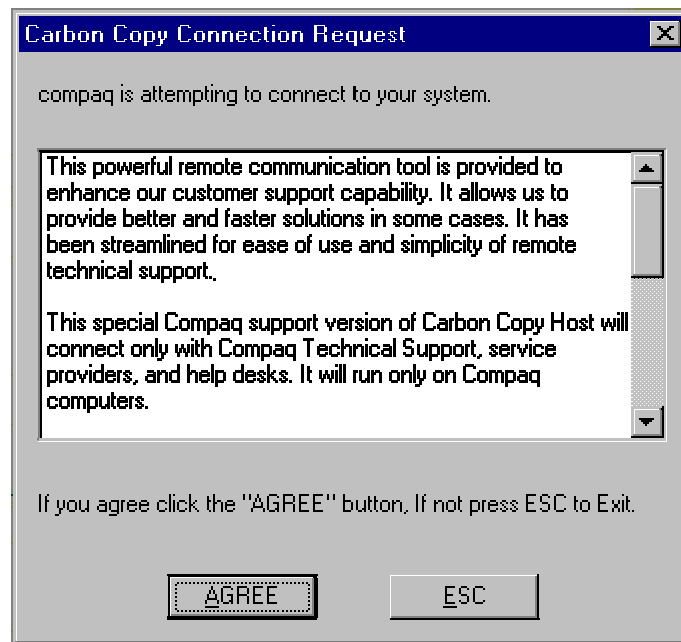 Carbon Copy Connection Request
compaq is attempting to connect to your system.
This powerful remote communication tool is provided to
enhance our customer support capability. It allows us to
provide better and faster solutions in some cases. It has
been streamlined for ease of use and simplicity of remote
technical support.,
This special Compaq support version of Carbon Copy Host will
connect only with Compaq Technical Support, service
providers, and help desks. It will run only on Compaq
computers.
If you agree click the "AGREE" button, If not press ESC to Exit.
AGREE
ESC